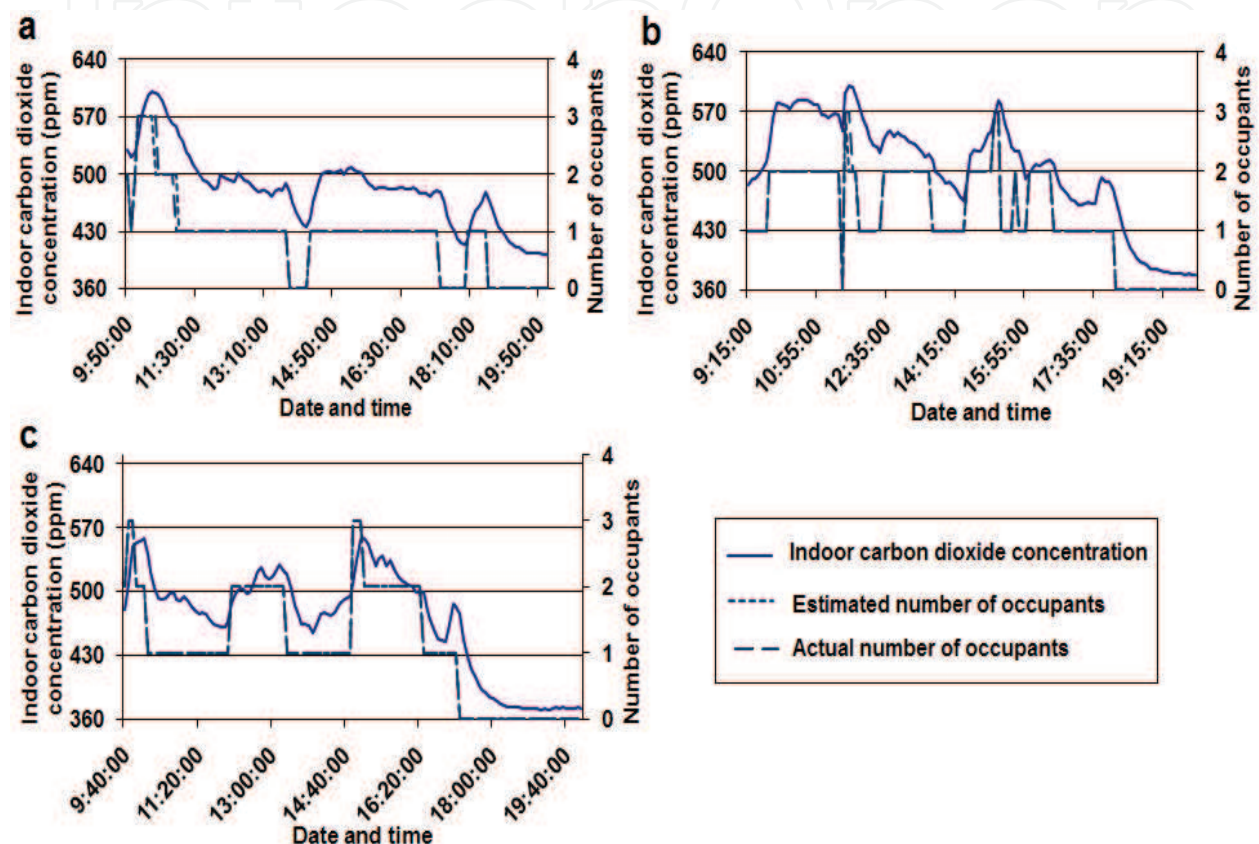 a
Indoor carbon dioxide
concentration (ppm)
640
570
500
430
360
4
3
2
1
0
Number of occupants
9:50:00
11:30:00
13:10:00
14:50:00
16:30:00
18:10:00
19:50:00
Date and time
b
Indoor carbon dioxide
concentration (ppm)
640
570
500
430
360
4
3
2
1
0
Number of occupants
9:15:00
10:55:00
12:35:00
14:15:00
15:55:00
17:35:00
19:15:00
Date and time
c
Indoor carbon dioxide
concentration (ppm)
640
570
500
430
360
4
3
2
1
0
Number of occupants
9:40:00
11:20:00
13:00:00
14:40:00
16:20:00
18:00:00
19:40:00
Date and time
Indoor carbon dioxide concentration
Estimated number of occupants
Actual number of occupants